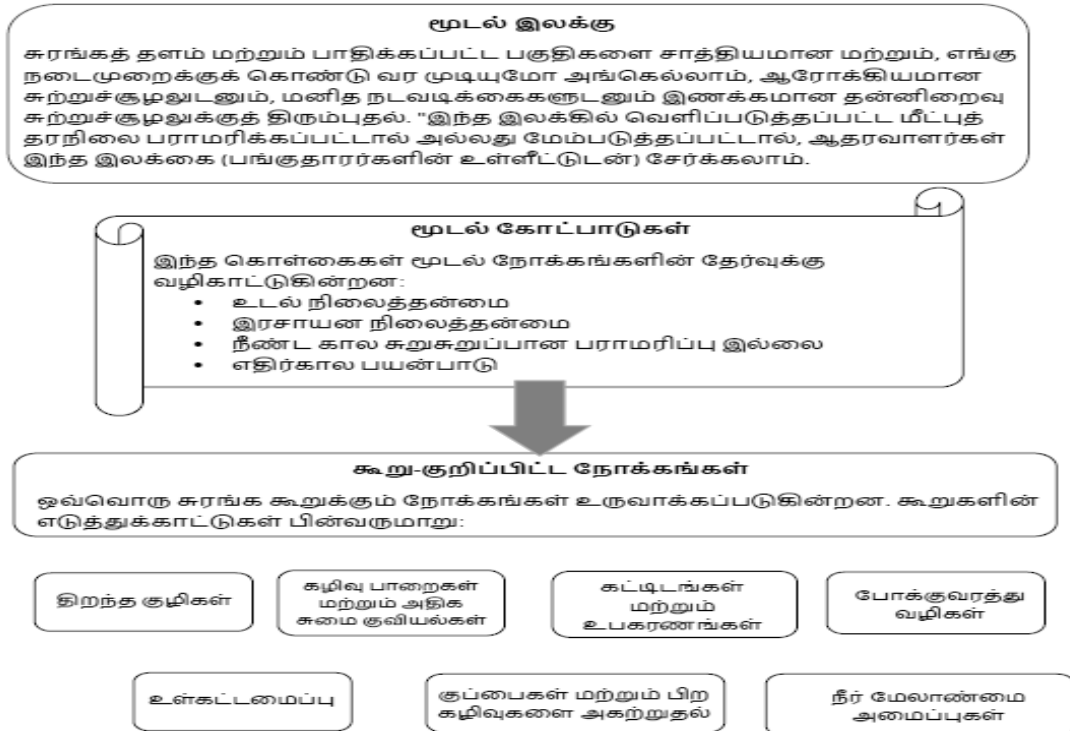 மூடல் இலக்கு
சுரங்கத் தளம் மற்றும் பாதிக்கப்பட்ட பகுதிகளை சாத்தியமான மற்றும், எங்கு
நடைமுறைக்குக் கொண்டு வர முடியுமோ அங்கெல்லாம், ஆரோக்கியமான
சுற்றுச்சூழலுடனும், மனித நடவடிக்கைகளுடனும் இணக்கமான தன்னிறைவு
சுற்றுச்சூழலுக்குத் திரும்புதல். "இந்த இலக்கில் வெளிப்படுத்தப்பட்ட மீட்புத்
தரநிலை பராமரிக்கப்பட்டால் அல்லது மேம்படுத்தப்பட்டால், ஆதரவாளர்கள்
இந்த இலக்கை (பங்குதாரர்களின் உள்ளீட்டுடன்) சேர்க்கலாம்.
மூடல் கோட்பாடுகள்
இந்த கொள்கைகள் மூடல் நோக்கங்களின் தேர்வுக்கு
வழிகாட்டுகின்றன:
• உடல் நிலைத்தன்மை
• இரசாயன நிலைத்தன்மை
• நீண்ட கால சுறுசுறுப்பான பராமரிப்பு இல்லை
• எதிர்கால பயன்பாடு
கூறு-குறிப்பிட்ட நோக்கங்கள்
ஒவ்வொரு சுரங்க கூறுக்கும் நோக்கங்கள் உருவாக்கப்படுகின்றன. கூறுகளின்
எடுத்துக்காட்டுகள் பின்வருமாறு:
திறந்த குழிகள்
கழிவு பாறைகள்
மற்றும் அதிக
சுமை குவியல்கள்
கட்டிடங்கள்
மற்றும்
உபகரணங்கள்
போக்குவரத்து
வழிகள்
உள்கட்டமைப்பு
குப்பைகள் மற்றும் பிற
கழிவுகளை அகற்றுதல்
நீர் மேலாண்மை
அமைப்புகள்